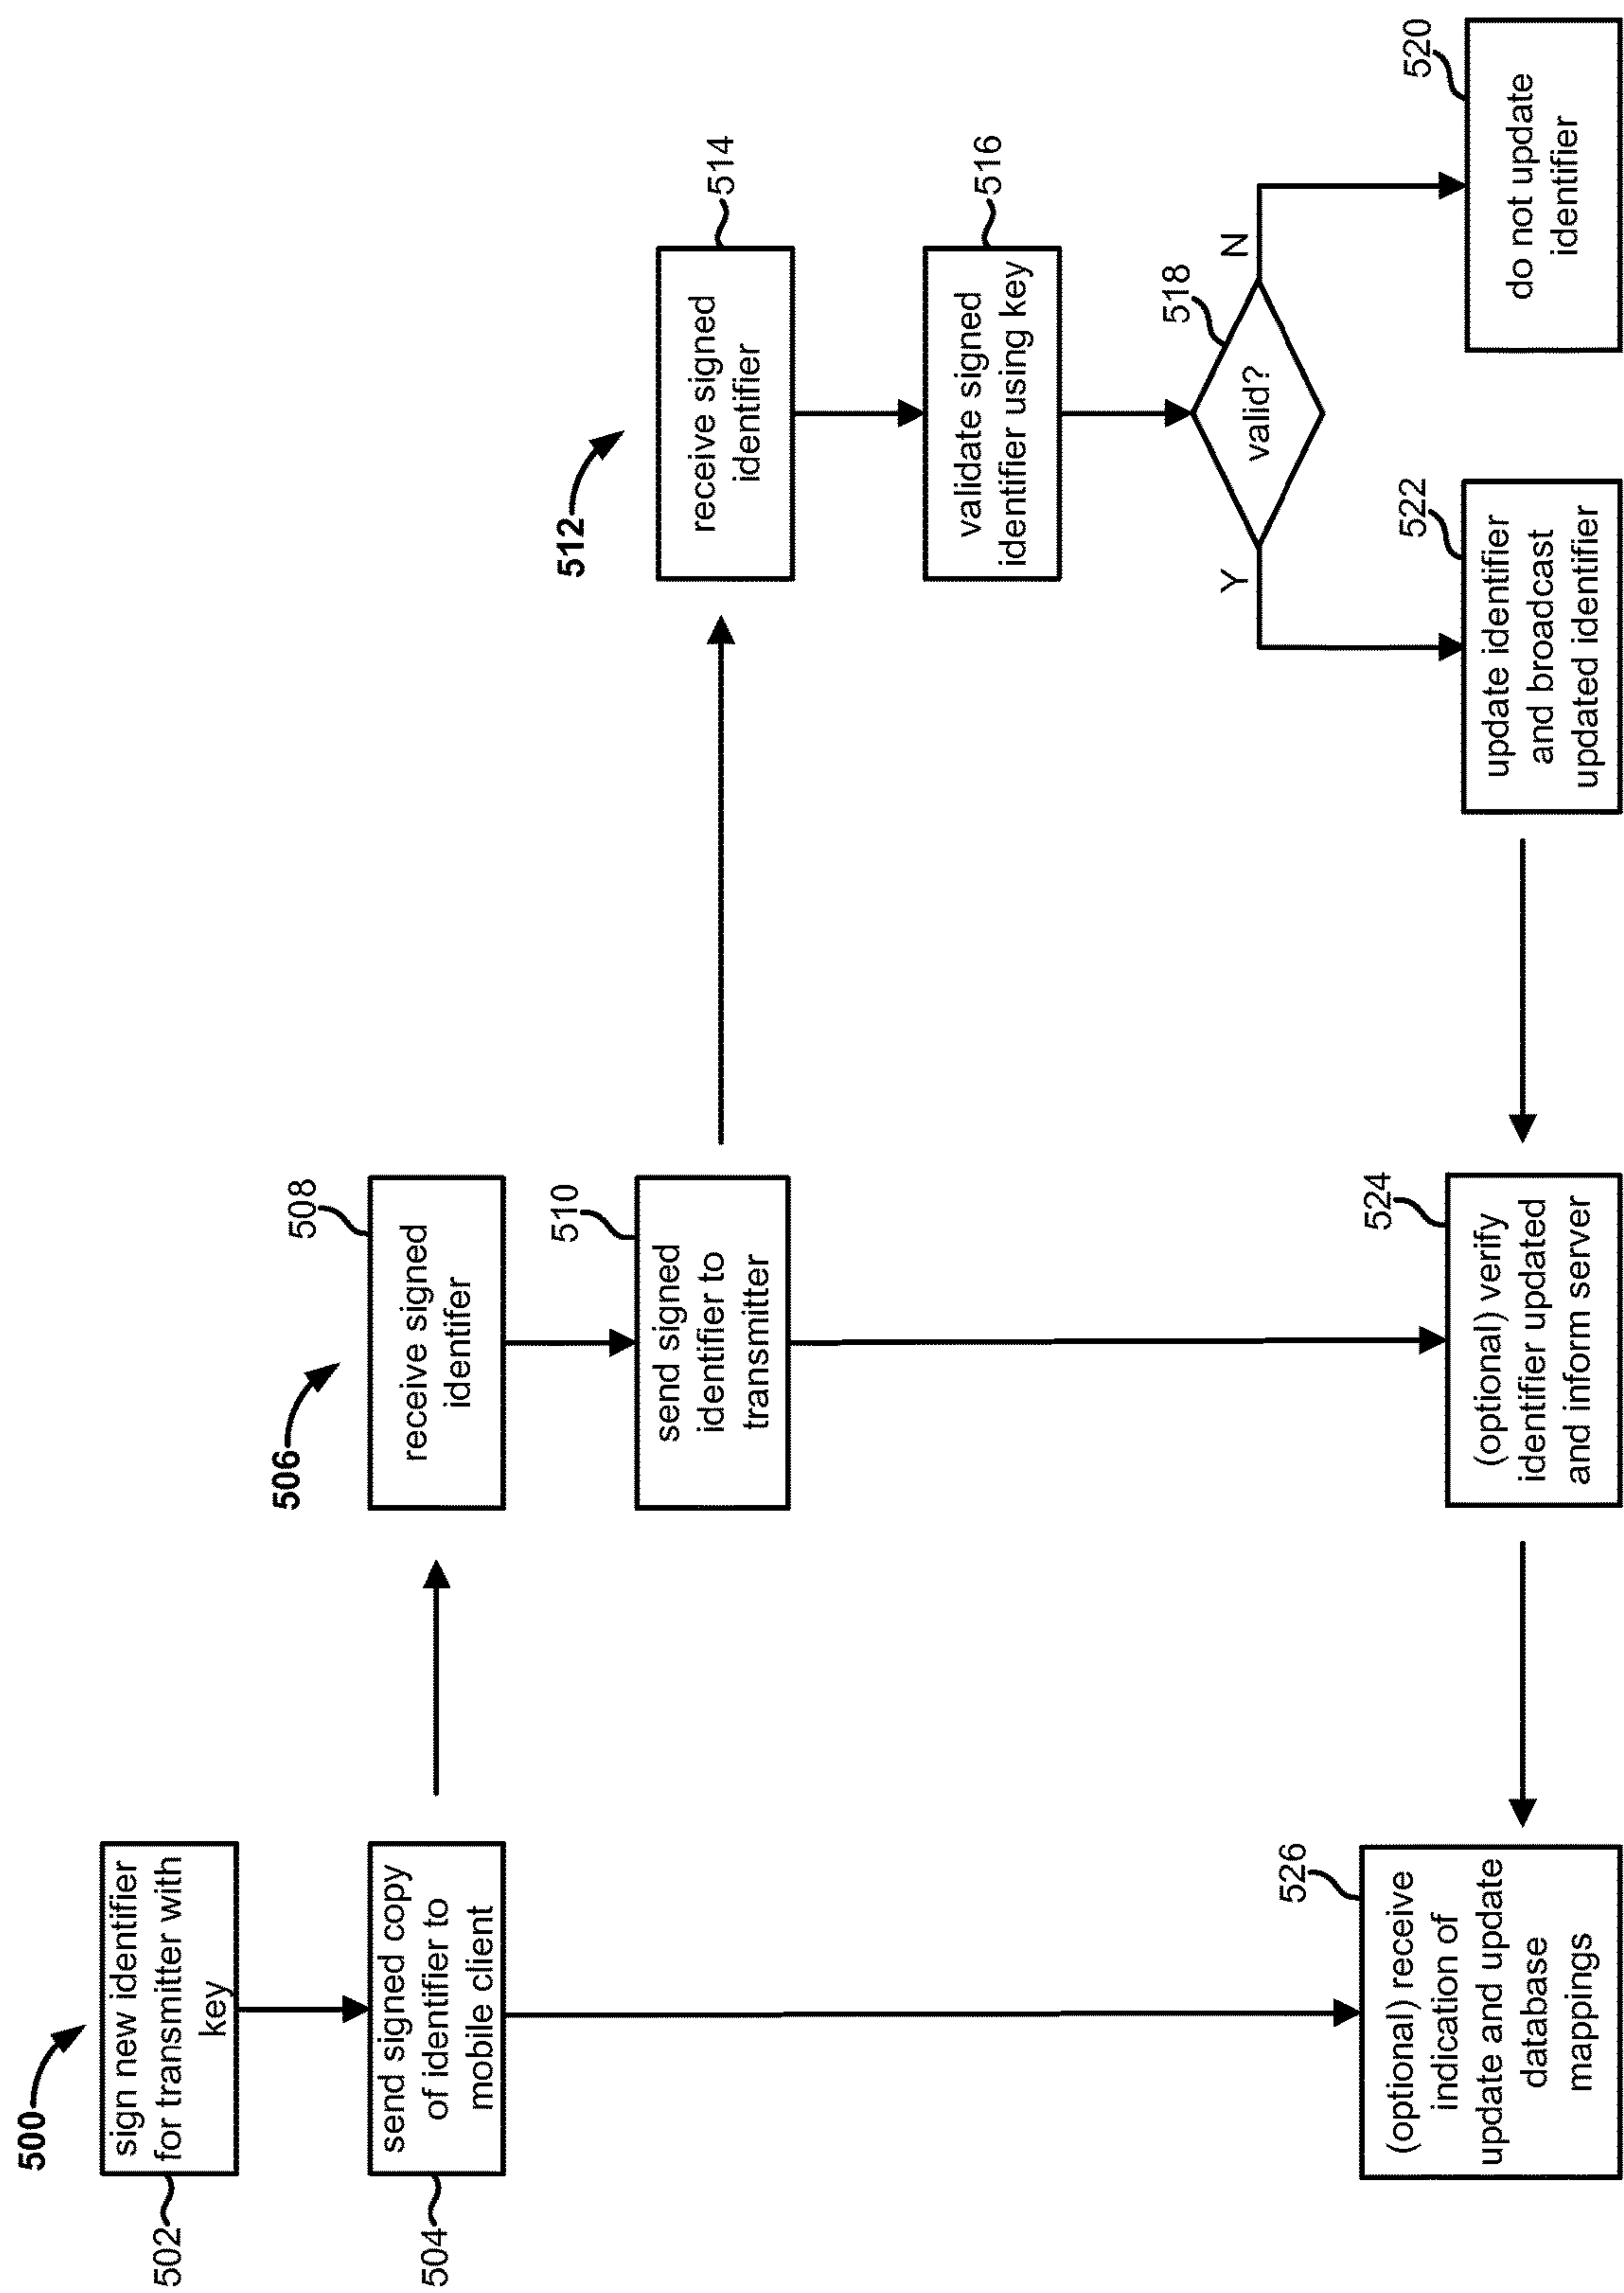 500
502
sign new identifier
for transmitter with
key
504
send signed copy
of identifier to
mobile client
506
508
receive signed
identifer
510
send signed
identifier to
transmitter
512
514
receive signed
identifier
516
validate signed
identifier using key
518
valid?
Y
N
520
do not update
identifier
522
update identifier
and broadcast
updated identifier
524
(optional) verify
identifier updated
and inform server
526
(optional) receive
indication of
update and update
database
mappings